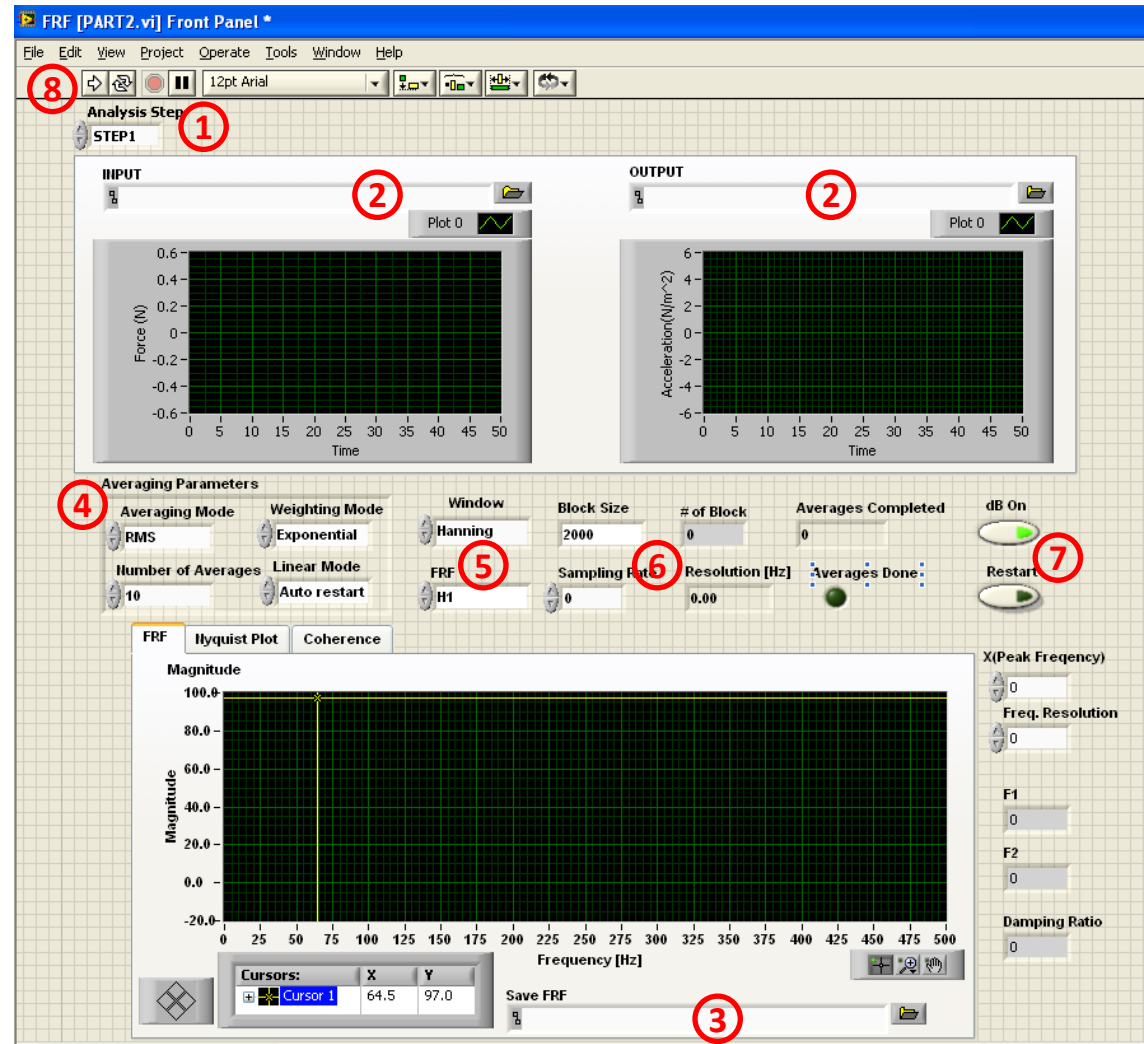 FRF [PART2.vi] Front Panel *
File Edit View Project Operate Tools Window Help
8 12pt Arial
Analysis Step 1
STEP1
INPUT OUTPUT
2 2
Plot 0 Plot 0
0.6 6
0.4 4
0.2 2
0 0
-0.2 -2
-0.4 -4
-0.6 -6
Force (N) Acceleration(N/m^2)
0 5 10 15 20 25 30 35 40 45 50 0 5 10 15 20 25 30 35 40 45 50
Time Time
Averaging Parameters
4 Averaging Mode Weighting Mode Window Block Size # of Block Averages Completed dB On
RMS Exponential Hanning 2000 0 0
7
Number of Averages Linear Mode FRF 5 Sampling Rate 6 Resolution [Hz] Averages Done Restart
10 Auto restart H1 0 0.00
FRF Nyquist Plot Coherence
Magnitude X(Peak Freqency)
100.0 0
80.0 Freq. Resolution
60.0 0
40.0 F1
20.0 0
0.0 F2
-20.0 0
Magnitude
Damping Ratio
0
0 25 50 75 100 125 150 175 200 225 250 275 300 325 350 375 400 425 450 475 500
Frequency [Hz]
Cursors: X Y
Cursor 1 64.5 97.0
Save FRF
3